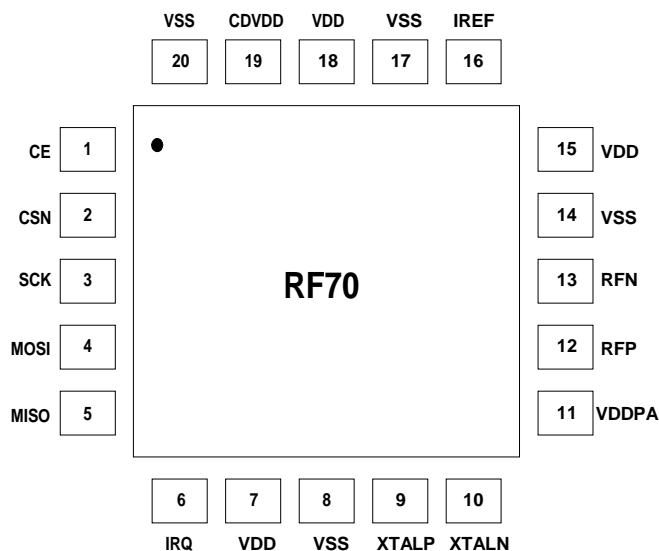 VSS CDVDD VDD VSS IREF
20 19 18 17 16
CE 1 15 VDD
CSN 2 14 VSS
SCK 3 RF70 13 RFN
MOSI 4 12 RFP
MISO 5 11 VDDPA
6 7 8 9 10
IRQ VDD VSS XTALP XTALN